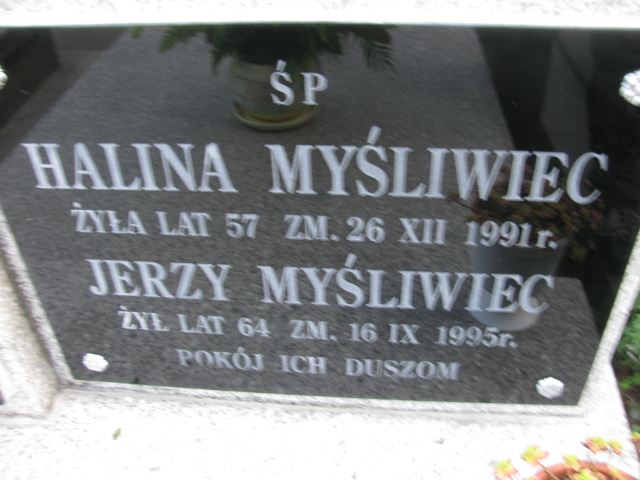 ŚP
HALINA MYŚLIWIEC
ŻYŁA LAT 57 ZM. 26 XII 1991r.
JERZY MYŚLIWIEC
ŻYŁ LAT 64 ZM. 16 IX 1995r.
POKÓJ ICH DUSZOM